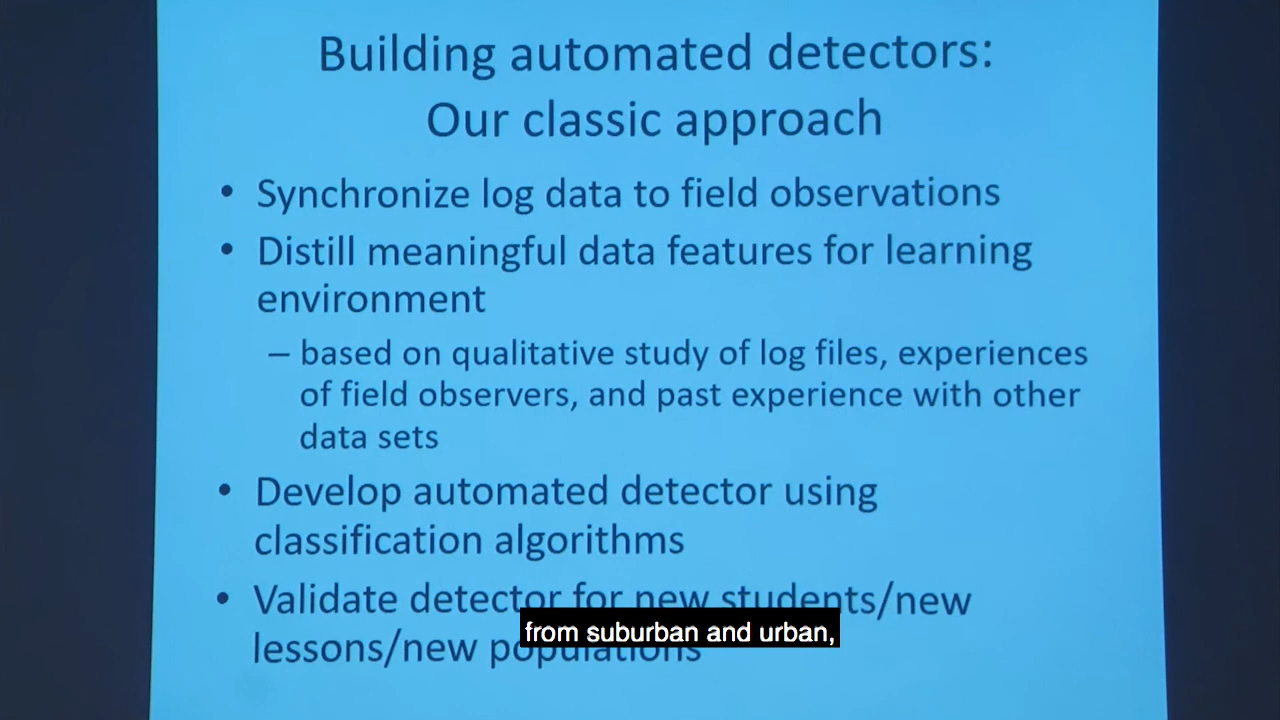 Building automated detectors:
Our classic approach
• Synchronize log data to field observations
• Distill meaningful data features for learning
environment
– based on qualitative study of log files, experiences
of field observers, and past experience with other
data sets
• Develop automated detector using
classification algorithms
• Validate detector for new students/new
lessons/new populations
from suburban and urban,